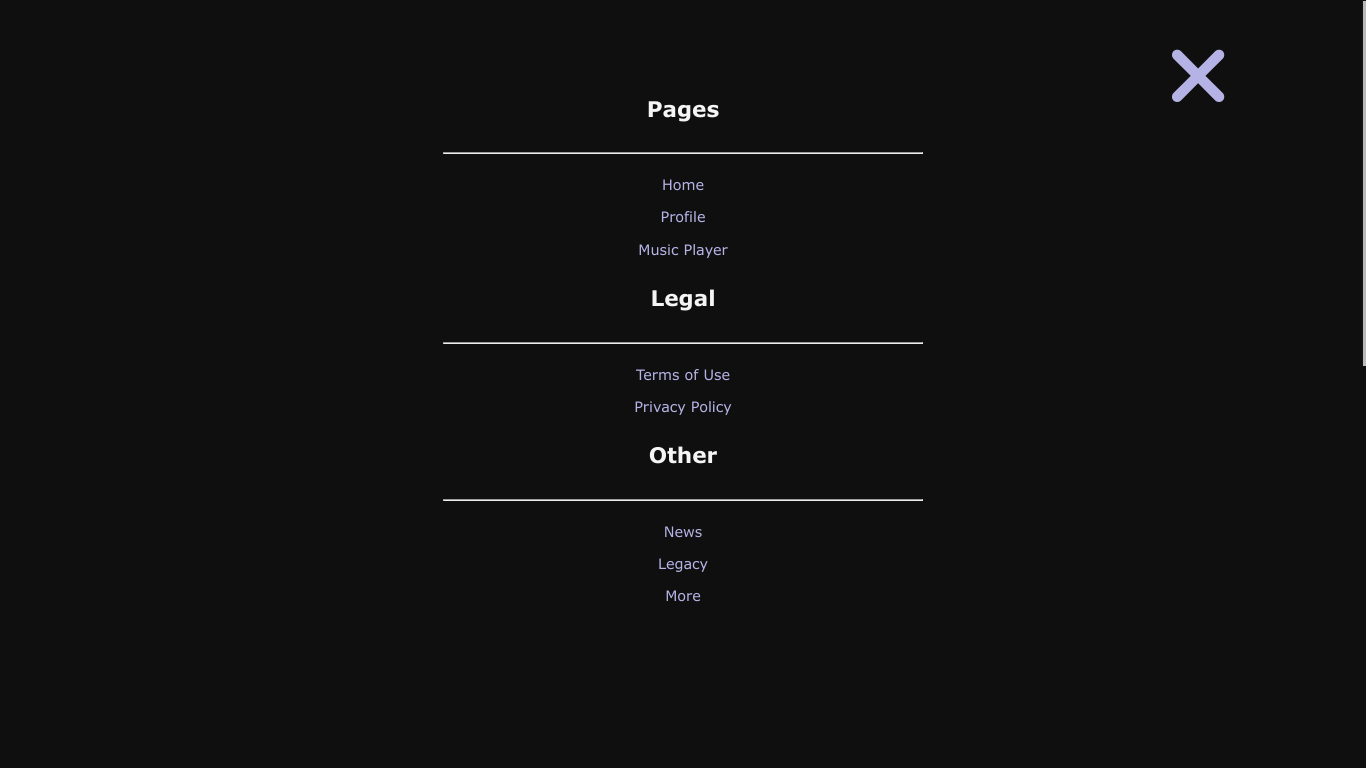 Pages
Home
Profile
Music Player
Legal
Terms of Use
Privacy Policy
Other
News
Legacy
More